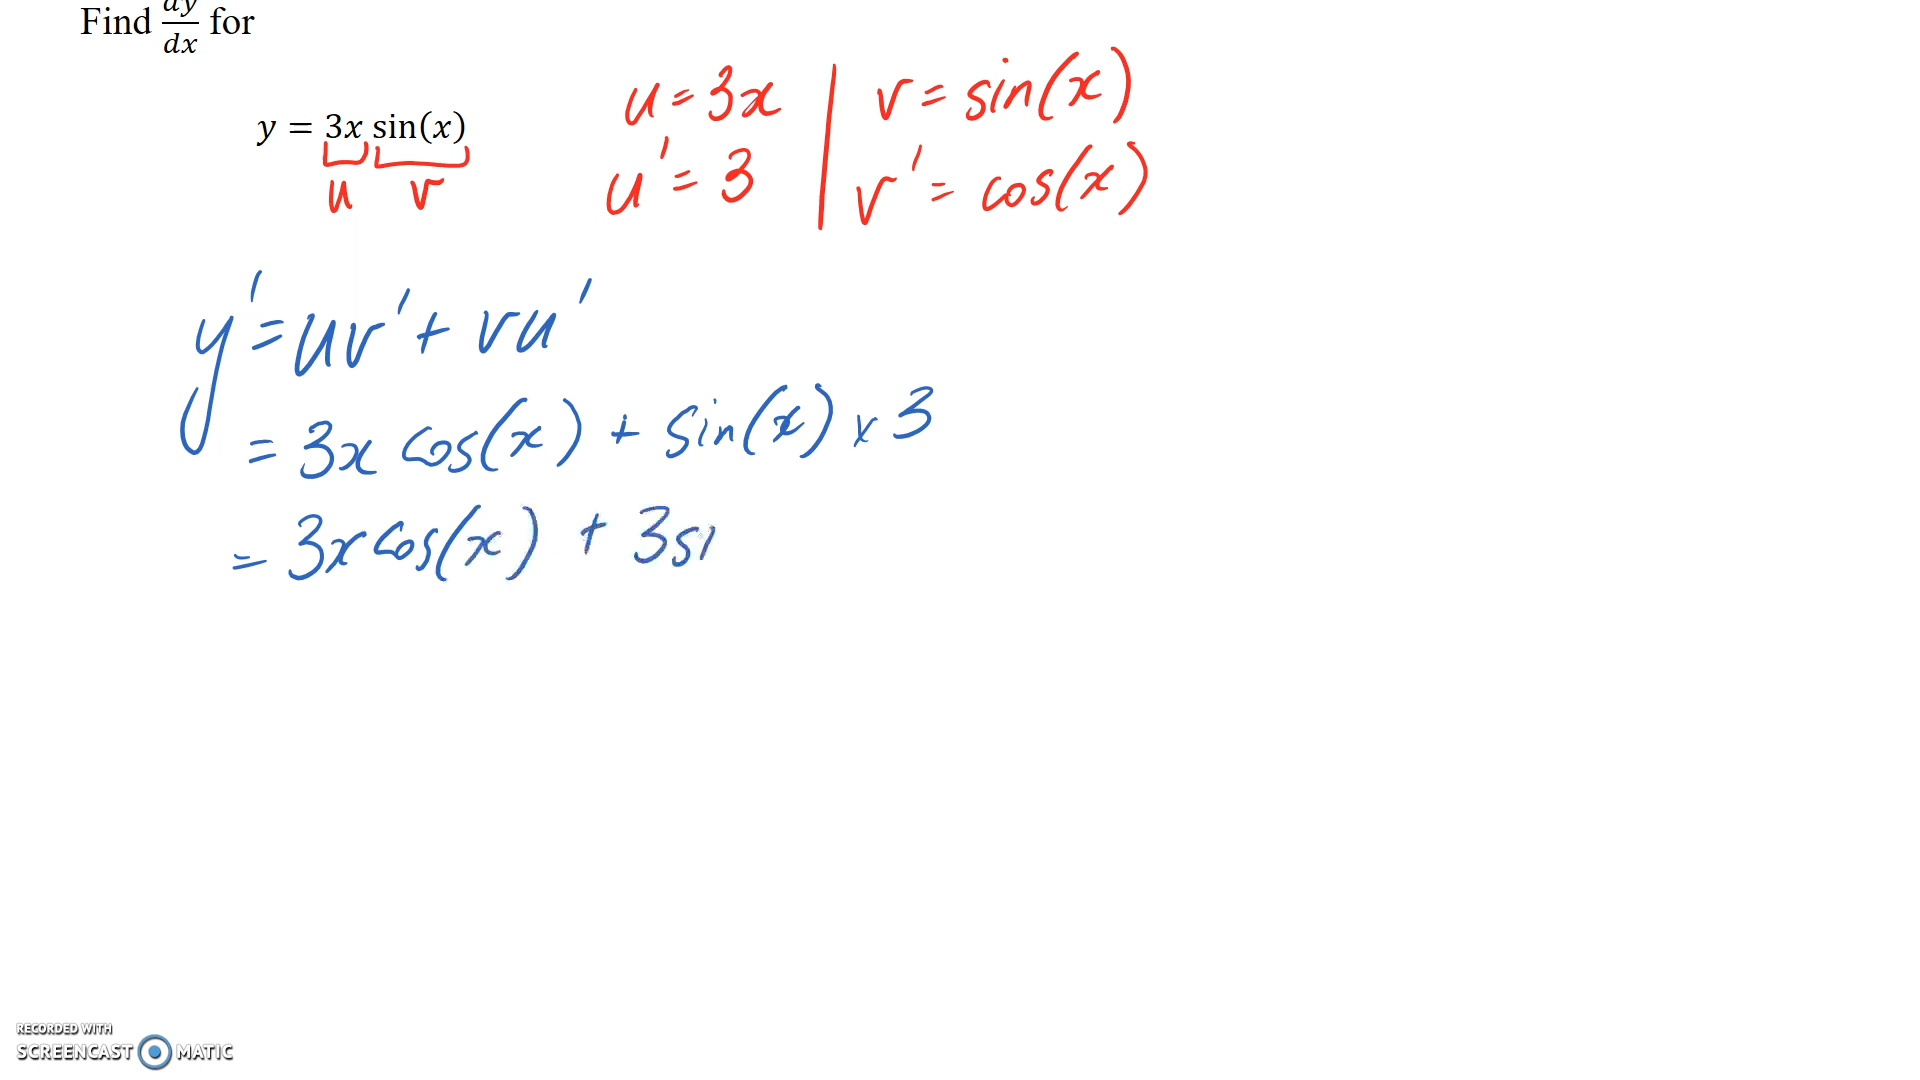 Find dy/dx for
y = 3x sin(x)
u v
u = 3x | v = sin(x)
u' = 3 | v' = cos(x)
y' = uv' + vu'
= 3x cos(x) + sin(x) × 3
= 3x cos(x) + 3si
RECORDED WITH
SCREENCAST MATIC